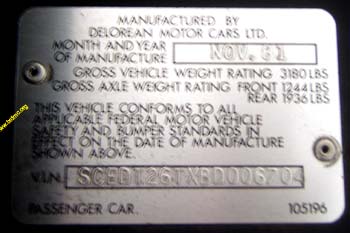 MANUFACTURED BY
DELOREAN MOTOR CARS LTD.
MONTH AND YEAR
OF MANUFACTURE NOV. 81
GROSS VEHICLE WEIGHT RATING 3180 LBS
GROSS AXLE WEIGHT RATING FRONT 1244 LBS
REAR 1936 LBS
THIS VEHICLE CONFORMS TO ALL
APPLICABLE FEDERAL MOTOR VEHICLE
SAFETY AND BUMPER STANDARDS IN
EFFECT ON THE DATE OF MANUFACTURE
SHOWN ABOVE.
V.I.N. SCEDT26TXBD006704
PASSENGER CAR. 105196